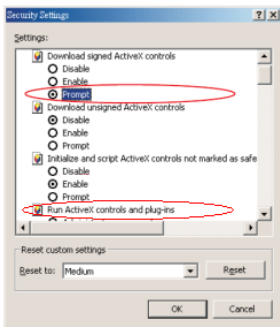 Security Settings
Settings:
Download signed ActiveX controls
Disable
Enable
Prompt
Download unsigned ActiveX controls
Disable
Enable
Prompt
Initialize and script ActiveX controls not marked as safe
Disable
Enable
Prompt
Run ActiveX controls and plug-ins
Reset custom settings
Reset to: Medium Reset
OK Cancel